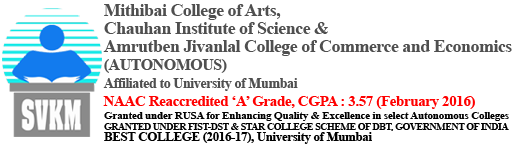 Mithibai College of Arts,
Chauhan Institute of Science &
Amrutben Jivanlal College of Commerce and Economics
(AUTONOMOUS)
Affiliated to University of Mumbai
NAAC Reaccredited ‘A’ Grade, CGPA : 3.57 (February 2016)
Granted under RUSA for Enhancing Quality & Excellence in select Autonomous Colleges
GRANTED UNDER FIST-DST & STAR COLLEGE SCHEME OF DBT, GOVERNMENT OF INDIA
BEST COLLEGE (2016-17), University of Mumbai
SVKM